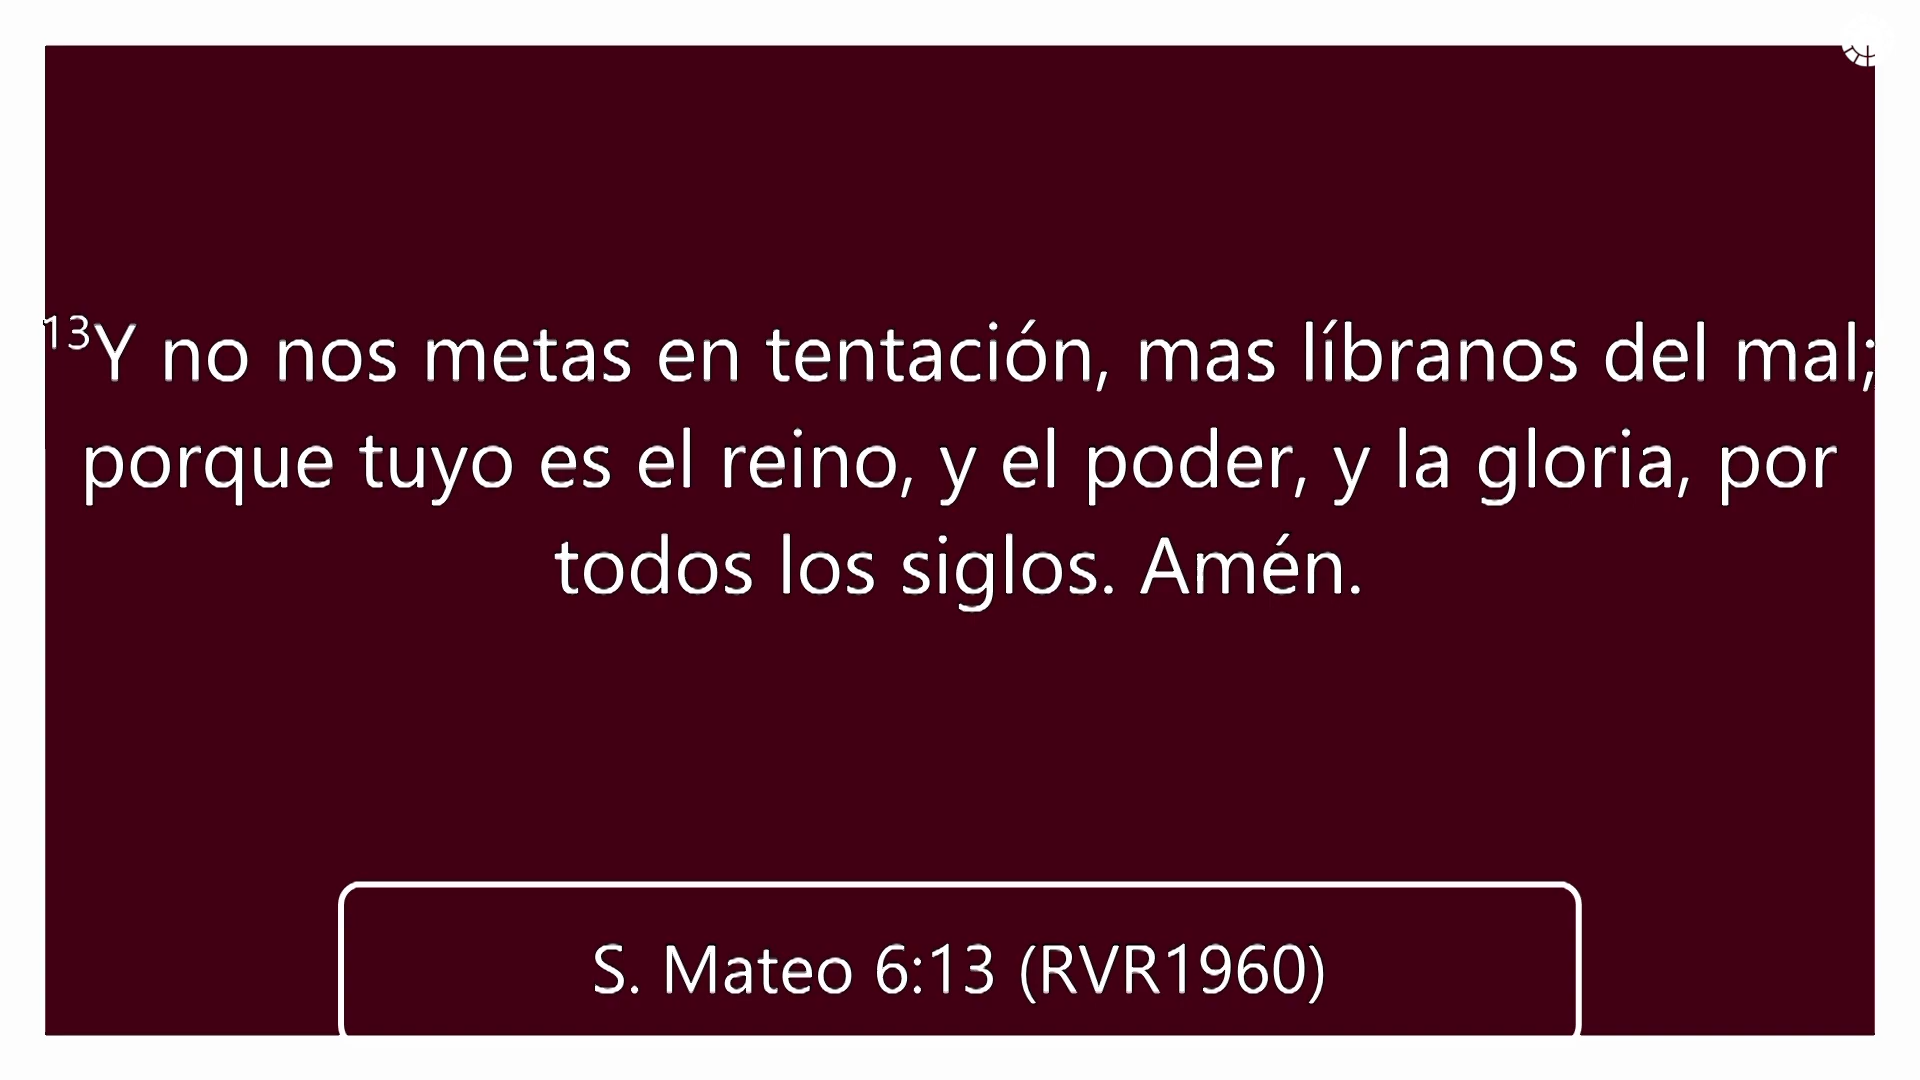 ¹³Y no nos metas en tentación, mas líbranos del mal;
porque tuyo es el reino, y el poder, y la gloria, por
todos los siglos. Amén.
S. Mateo 6:13 (RVR1960)